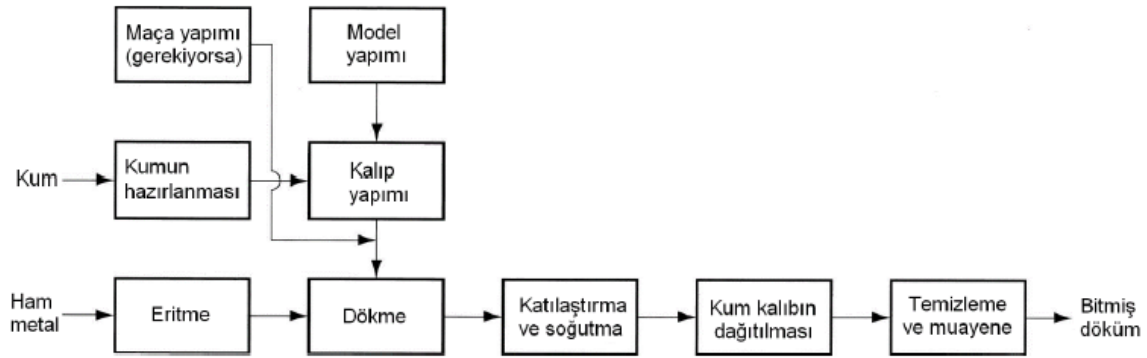 Maça yapımı
(gerekiyorsa)
Model
yapımı
Kum
Kumun
hazırlanması
Kalıp
yapımı
Ham
metal
Eritme
Dökme
Katılaştırma
ve soğutma
Kum kalıbın
dağıtılması
Temizleme
ve muayene
Bitmiş
döküm